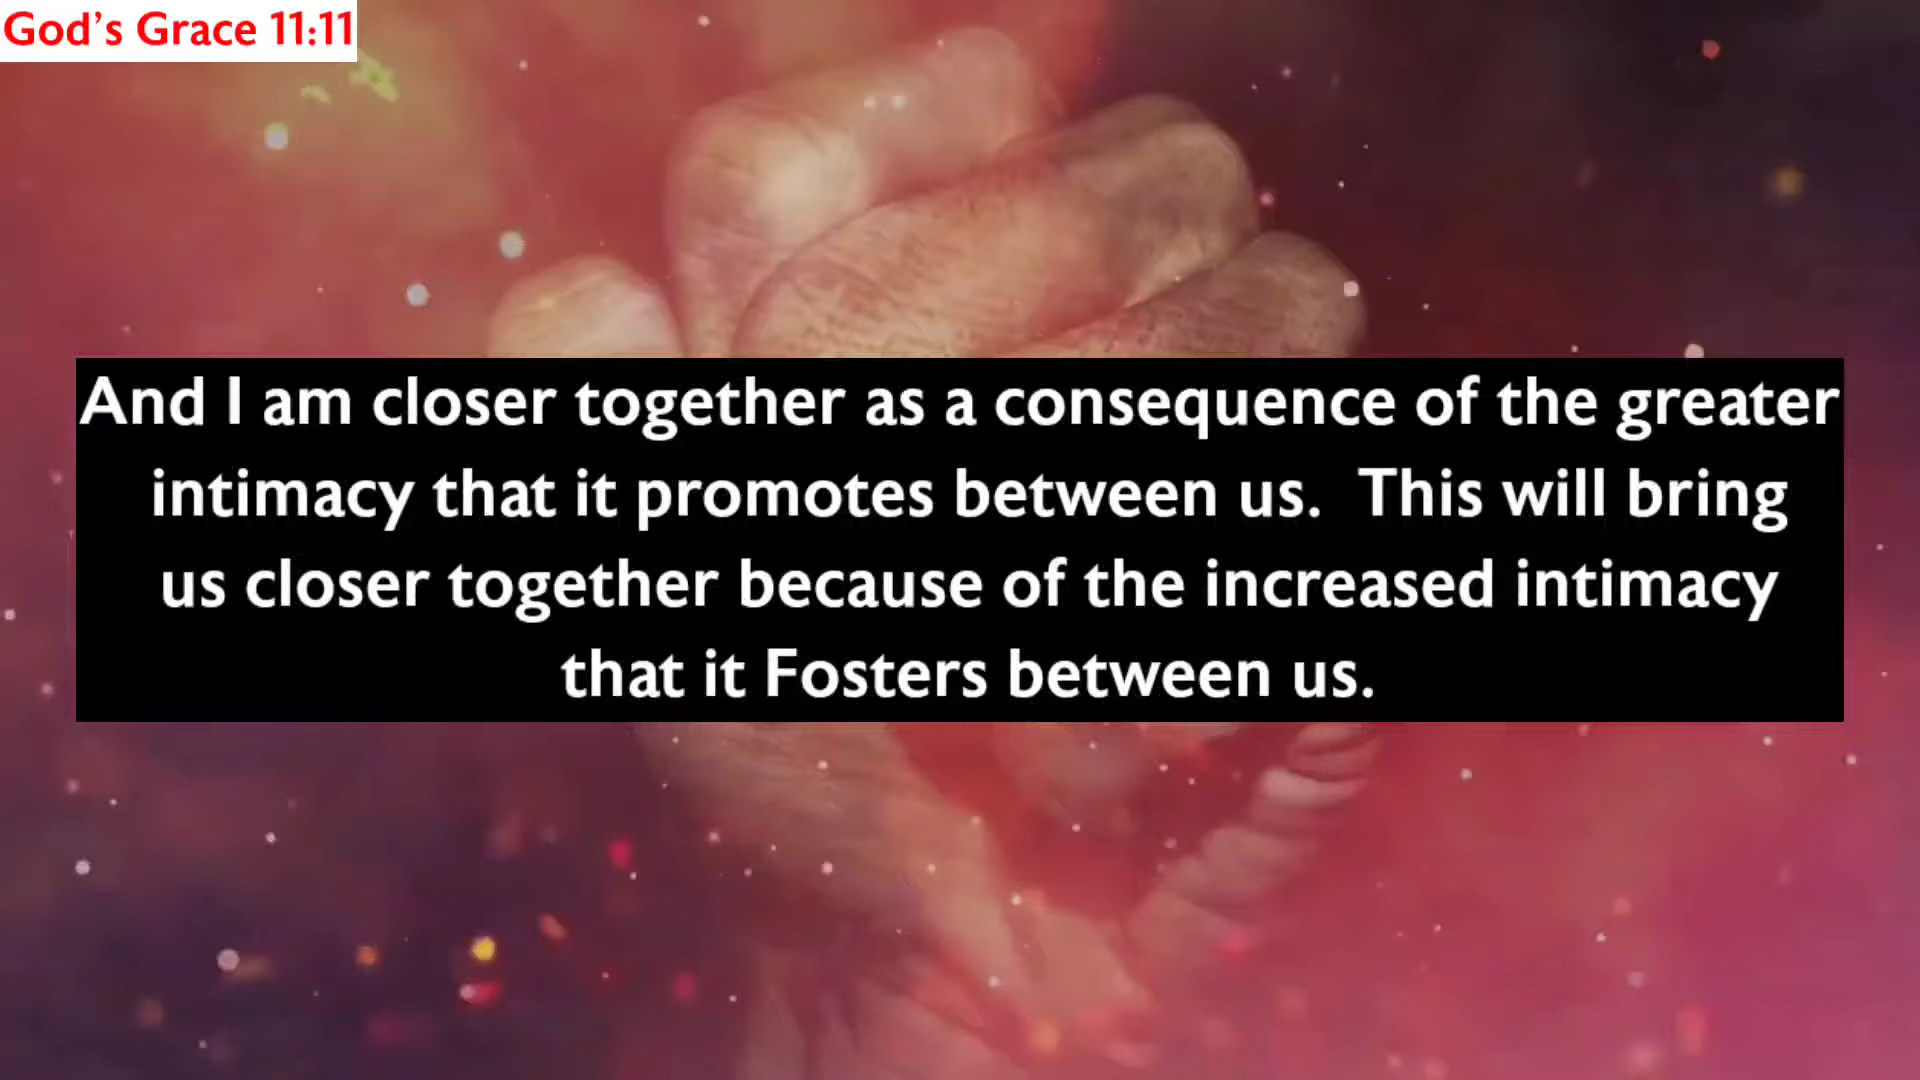 God's Grace 11:11
And I am closer together as a consequence of the greater
intimacy that it promotes between us.  This will bring
us closer together because of the increased intimacy
that it Fosters between us.